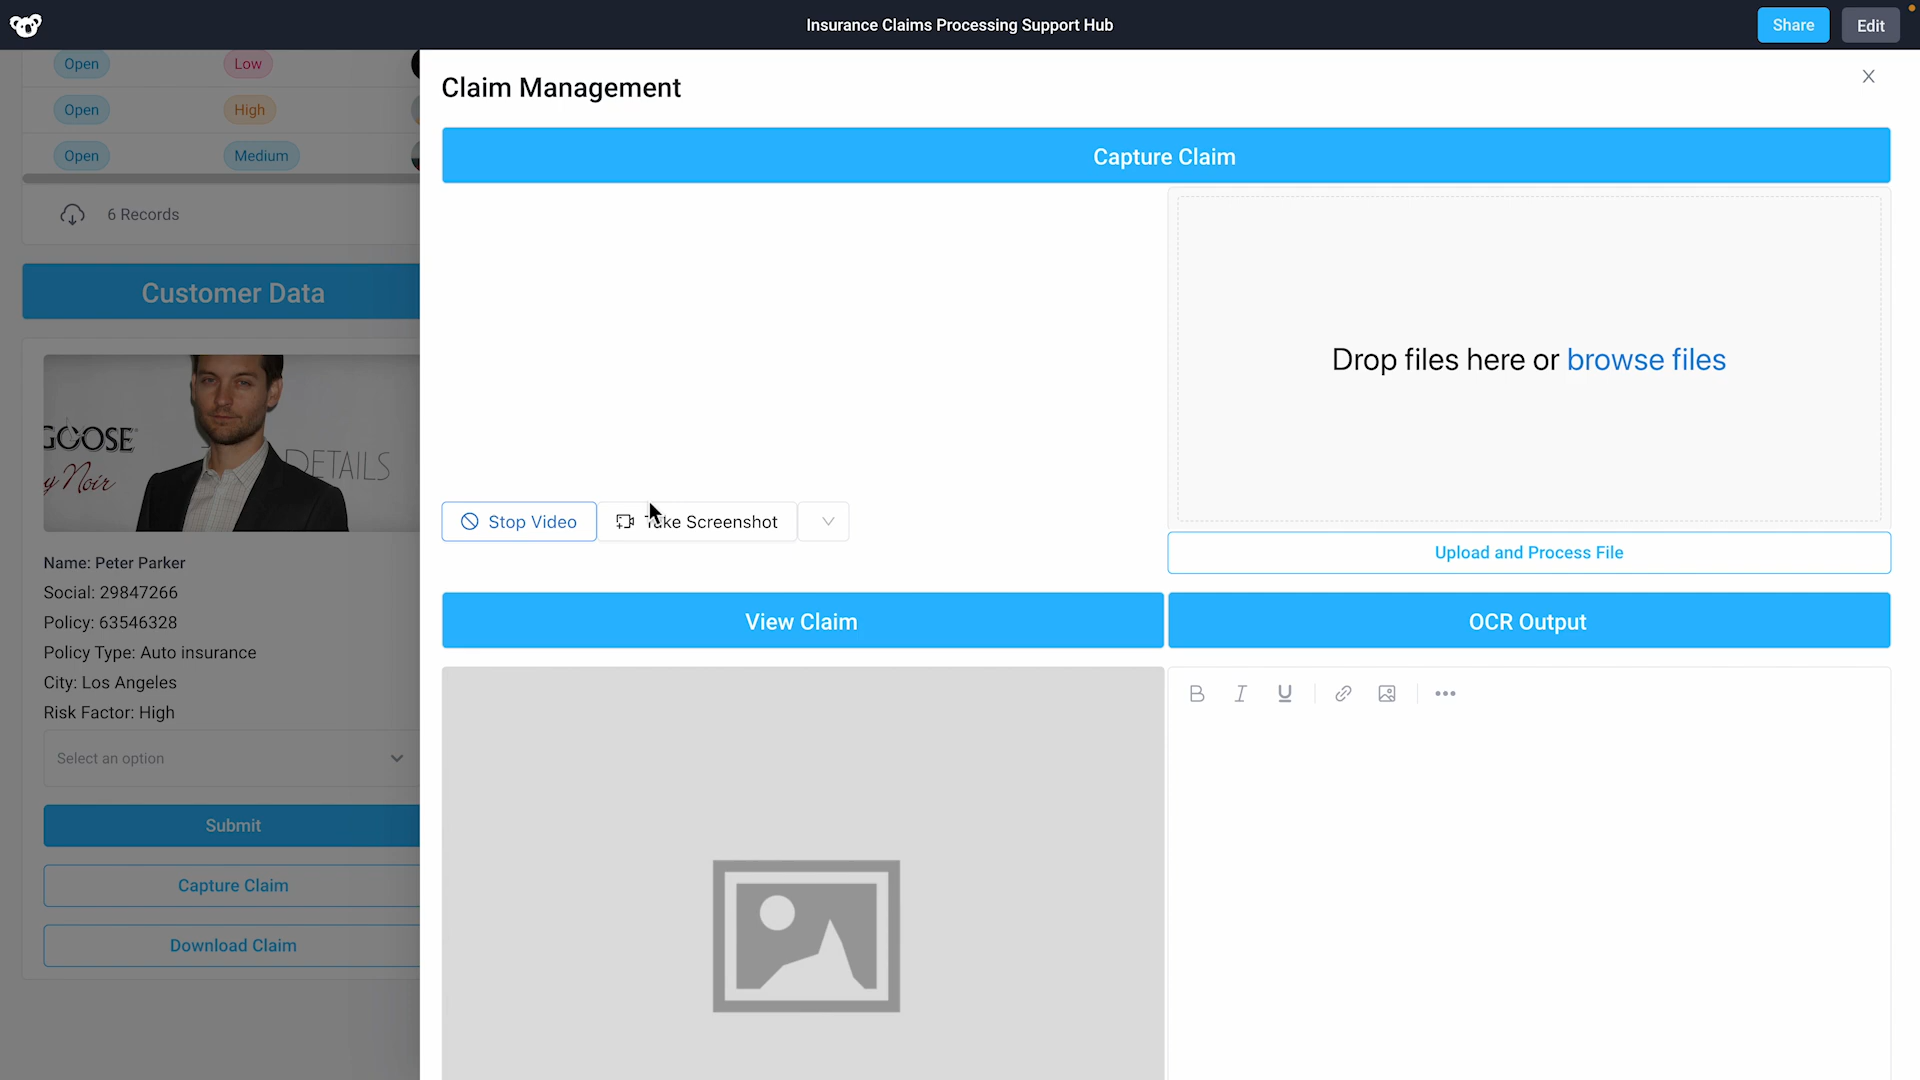 Insurance Claims Processing Support Hub
Share
Edit
Open
Low
Open
High
Open
Medium
6 Records
Customer Data
GOOSE
y Noir
DETAILS
Name: Peter Parker
Social: 29847266
Policy: 63546328
Policy Type: Auto insurance
City: Los Angeles
Risk Factor: High
Select an option
Submit
Capture Claim
Download Claim
Claim Management
Capture Claim
Stop Video
Take Screenshot
Drop files here or browse files
Upload and Process File
View Claim
OCR Output
B I U